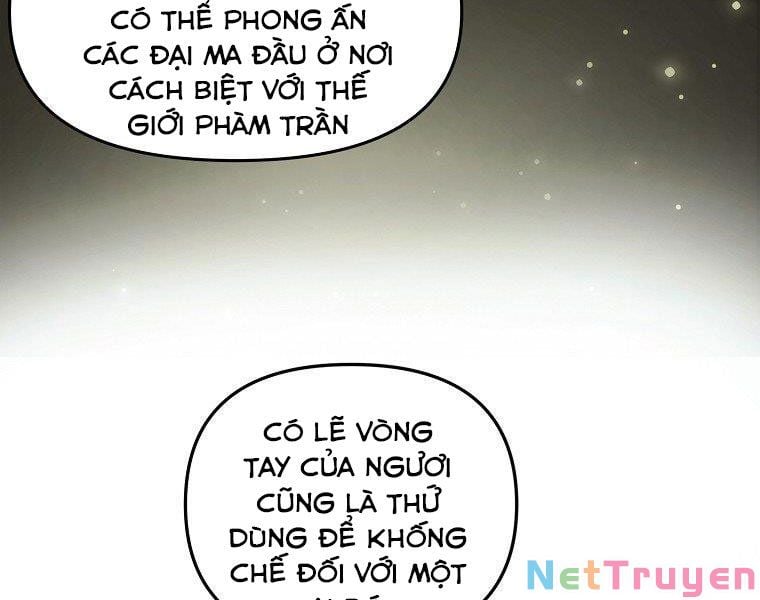 CÓ THỂ PHONG ẤN
CÁC ĐẠI MA ĐẦU Ở NƠI
CÁCH BIỆT VỚI THẾ
GIỚI PHÀM TRẦN
CÓ LẼ VÒNG
TAY CỦA NGƯƠI
CŨNG LÀ THỨ
DÙNG ĐỂ KHỐNG
CHẾ ĐỐI VỚI MỘT
NetTruyen